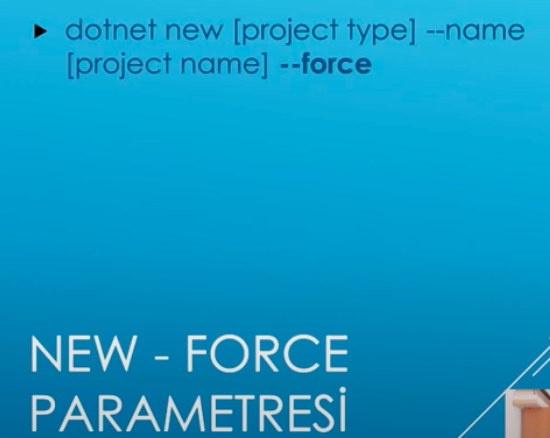 dotnet new [project type] --name
[project name] --force
NEW - FORCE
PARAMETRESİ